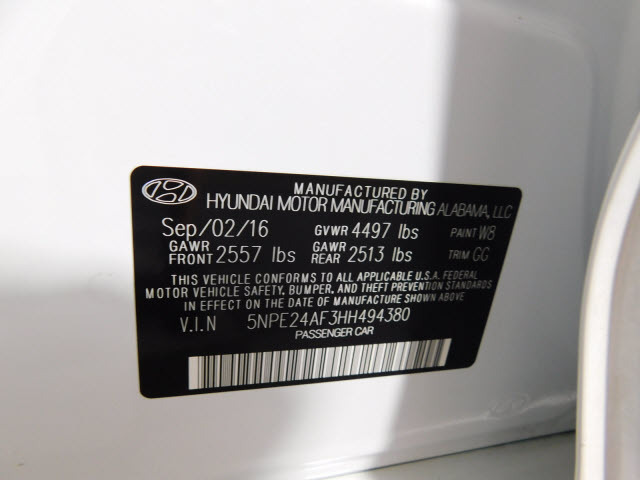 MANUFACTURED BY
HYUNDAI MOTOR MANUFACTURING ALABAMA, LLC
Sep/02/16 GVWR 4497 lbs PAINT W8
GAWR FRONT 2557 lbs GAWR REAR 2513 lbs TRIM GG
THIS VEHICLE CONFORMS TO ALL APPLICABLE U.S.A. FEDERAL
MOTOR VEHICLE SAFETY, BUMPER, AND THEFT PREVENTION STANDARDS
IN EFFECT ON THE DATE OF MANUFACTURE SHOWN ABOVE.
V.I.N 5NPE24AF3HH494380
PASSENGER CAR